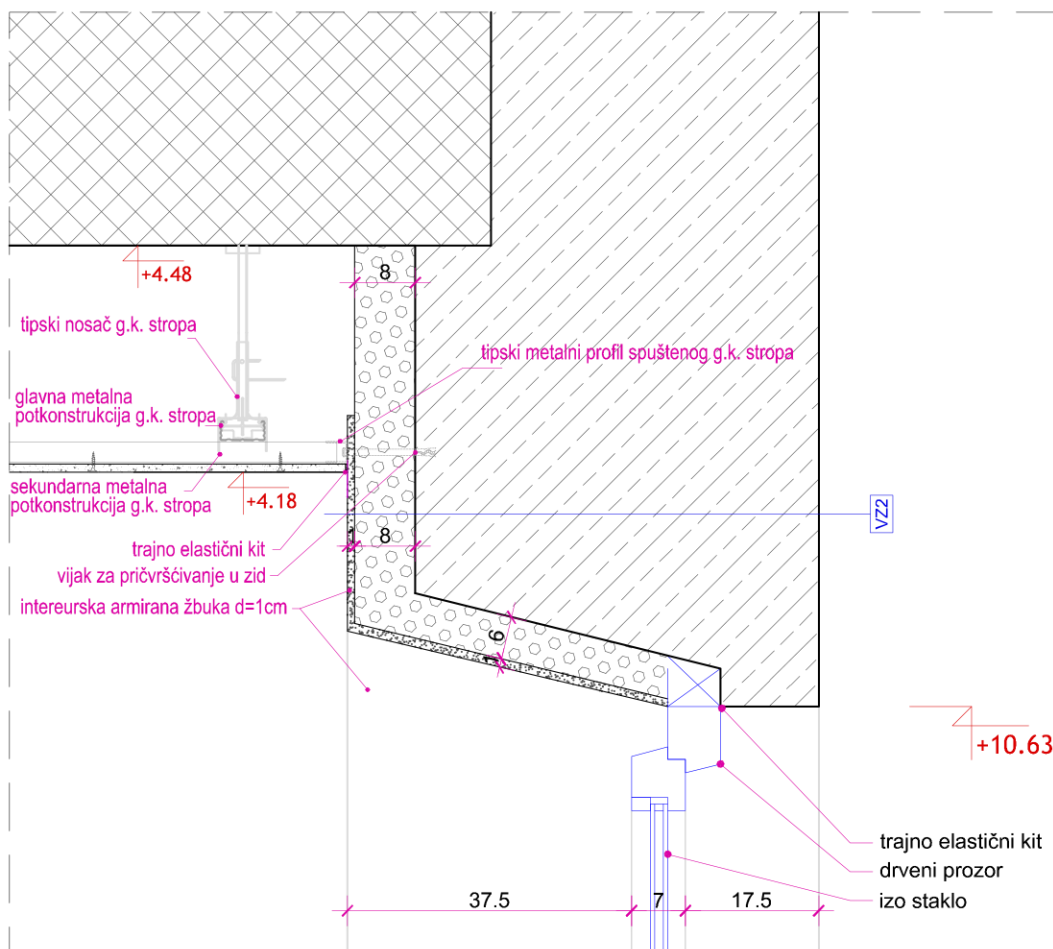 8
+4.48
tipski nosač g.k. stropa
tipski metalni profil spuštenog g.k. stropa
glavna metalna
potkonstrukcija g.k. stropa
sekundarna metalna
potkonstrukcija g.k. stropa
+4.18
VZ2
1
8
trajno elastični kit
vijak za pričvršćivanje u zid
intereurska armirana žbuka d=1cm
6
1
+10.63
trajno elastični kit
drveni prozor
izo staklo
37.5
7
17.5